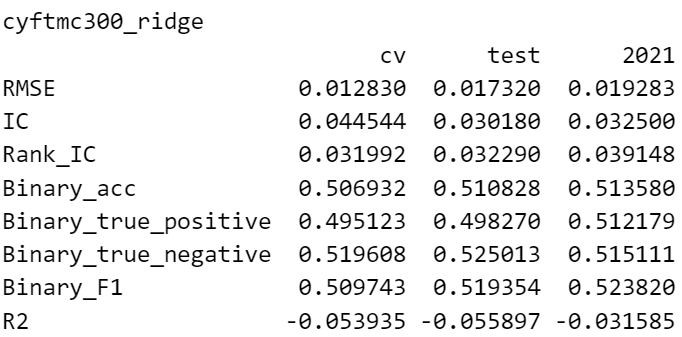 cyftmc300_ridge
cv test 2021
RMSE 0.012830 0.017320 0.019283
IC 0.044544 0.030180 0.032500
Rank_IC 0.031992 0.032290 0.039148
Binary_acc 0.506932 0.510828 0.513580
Binary_true_positive 0.495123 0.498270 0.512179
Binary_true_negative 0.519608 0.525013 0.515111
Binary_F1 0.509743 0.519354 0.523820
R2 -0.053935 -0.055897 -0.031585